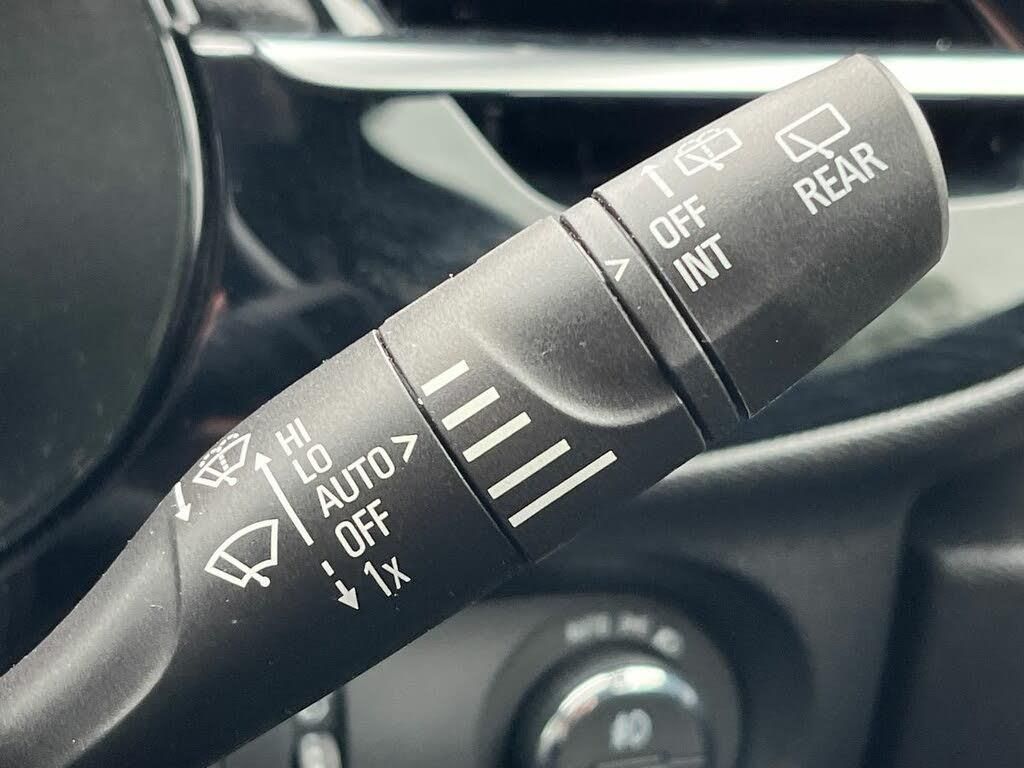 REAR
OFF
INT
HI
LO
AUTO >
OFF
1x